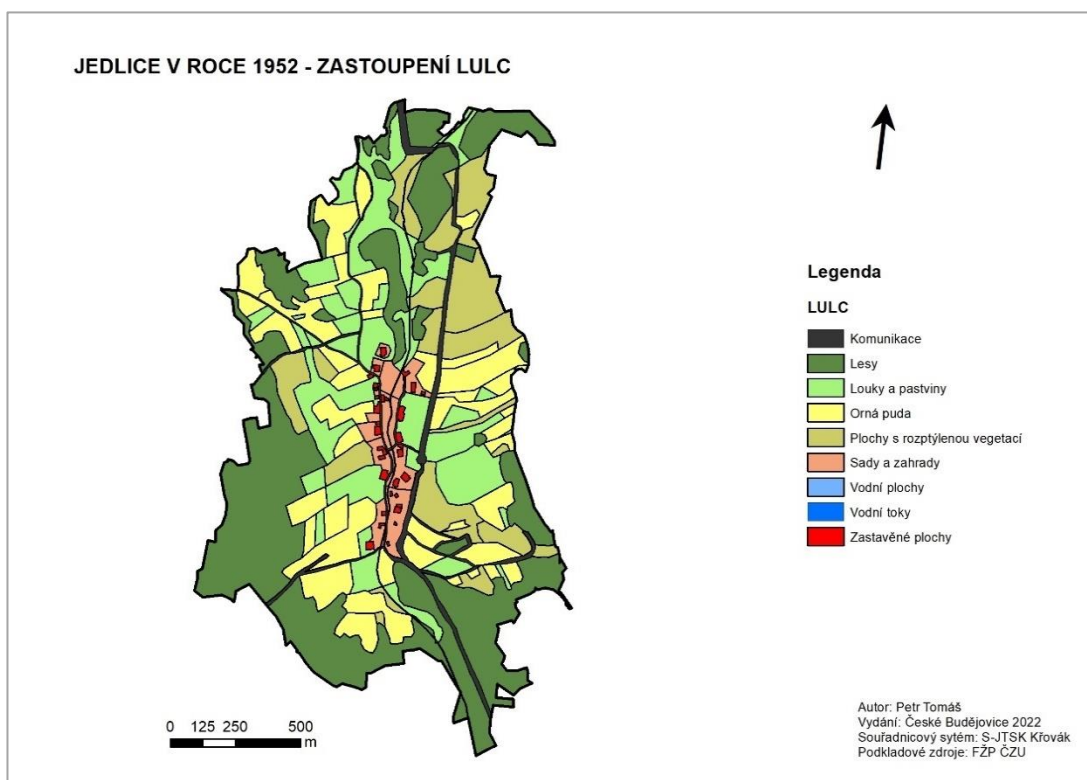 JEDLICE V ROCE 1952 - ZASTOUPENÍ LULC
Legenda
LULC
Komunikace
Lesy
Louky a pastviny
Orná puda
Plochy s rozptýlenou vegetací
Sady a zahrady
Vodní plochy
Vodní toky
Zastavěné plochy
0 125 250 500
m
Autor: Petr Tomáš
Vydání: České Budějovice 2022
Souřadnicový sytém: S-JTSK Křovák
Podkladové zdroje: FŽP ČZU